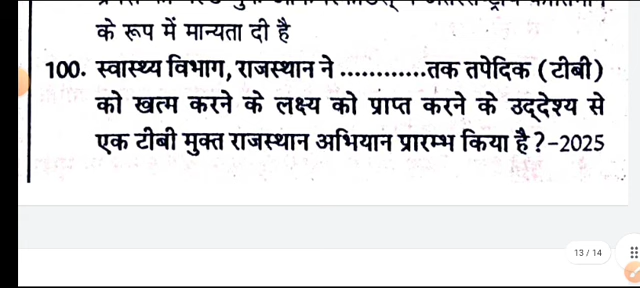 के रूप में मान्यता दी है
100. स्वास्थ्य विभाग, राजस्थान ने .............तक तपेदिक (टीबी)
को खत्म करने के लक्ष्य को प्राप्त करने के उद्देश्य से
एक टीबी मुक्त राजस्थान अभियान प्रारम्भ किया है?-2025
13 / 14